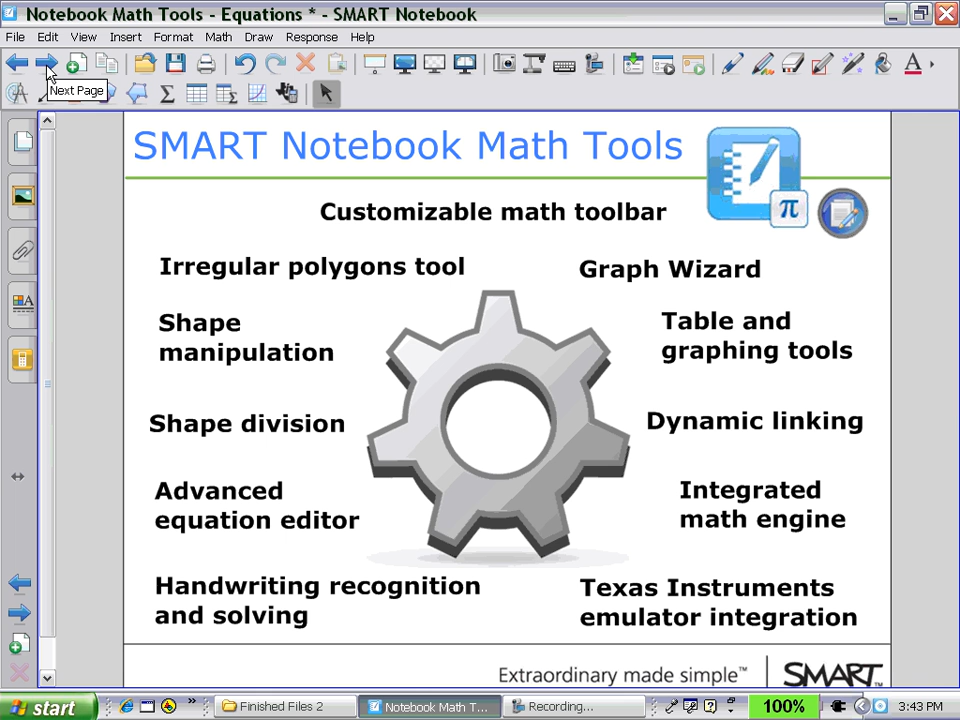 Notebook Math Tools - Equations * - SMART Notebook
File Edit View Insert Format Math Draw Response Help
Next Page
SMART Notebook Math Tools
π
Customizable math toolbar
Irregular polygons tool
Graph Wizard
Shape
manipulation
Table and
graphing tools
Shape division
Dynamic linking
Advanced
equation editor
Integrated
math engine
Handwriting recognition
and solving
Texas Instruments
emulator integration
Extraordinary made simple™
SMART
start
Finished Files 2
Notebook Math T...
Recording...
100%
3:43 PM